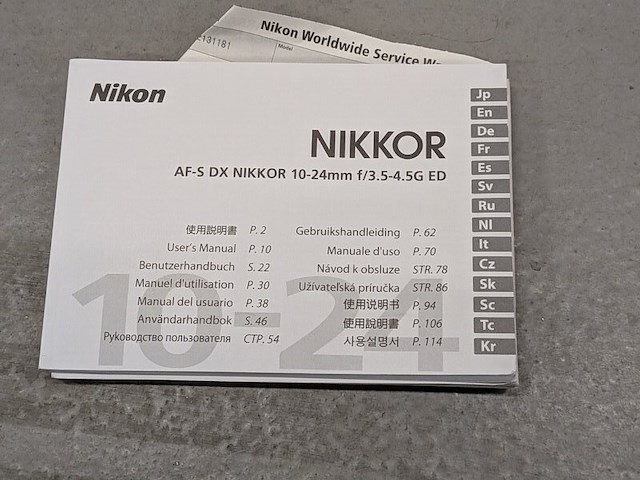 Nikon Worldwide Service
131181
Model
Nikon
NIKKOR
AF-S DX NIKKOR 10-24mm f/3.5-4.5G ED
使用説明書 P. 2
User's Manual P. 10
Benutzerhandbuch S. 22
Manuel d'utilisation P. 30
Manual del usuario P. 38
Användarhandbok S. 46
Руководство пользователя СТР. 54
Gebruikshandleiding P. 62
Manuale d'uso P. 70
Návod k obsluze STR. 78
Užívateľská príručka STR. 86
使用说明书 P. 94
使用說明書 P. 106
사용설명서 P. 114
10-24
Jp
En
De
Fr
Es
Sv
Ru
Nl
It
Cz
Sk
Sc
Tc
Kr